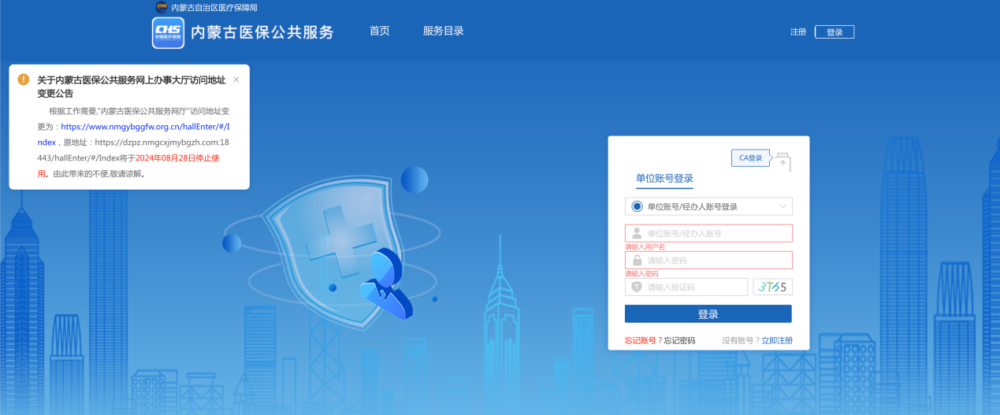 CHS 内蒙古自治区医疗保障局
CHS
中国医疗保障
内蒙古医保公共服务
首页
服务目录
注册
登录
关于内蒙古医保公共服务网上办事大厅访问地址
变更公告
根据工作需要,"内蒙古医保公共服务网厅"访问地址变
更为：https://www.nmgybggfw.org.cn/hallEnter/#/I
ndex，原地址：https://dzpz.nmgcxjmybgzh.com:18
443/hallEnter/#/Index将于2024年08月28日停止使
用。由此带来的不便,敬请谅解。
CA登录
单位账号登录
单位账号/经办人账号登录
单位账号/经办人账号
请输入用户名
请输入密码
请输入密码
请输入验证码
3T65
登录
忘记账号？忘记密码
没有账号？立即注册